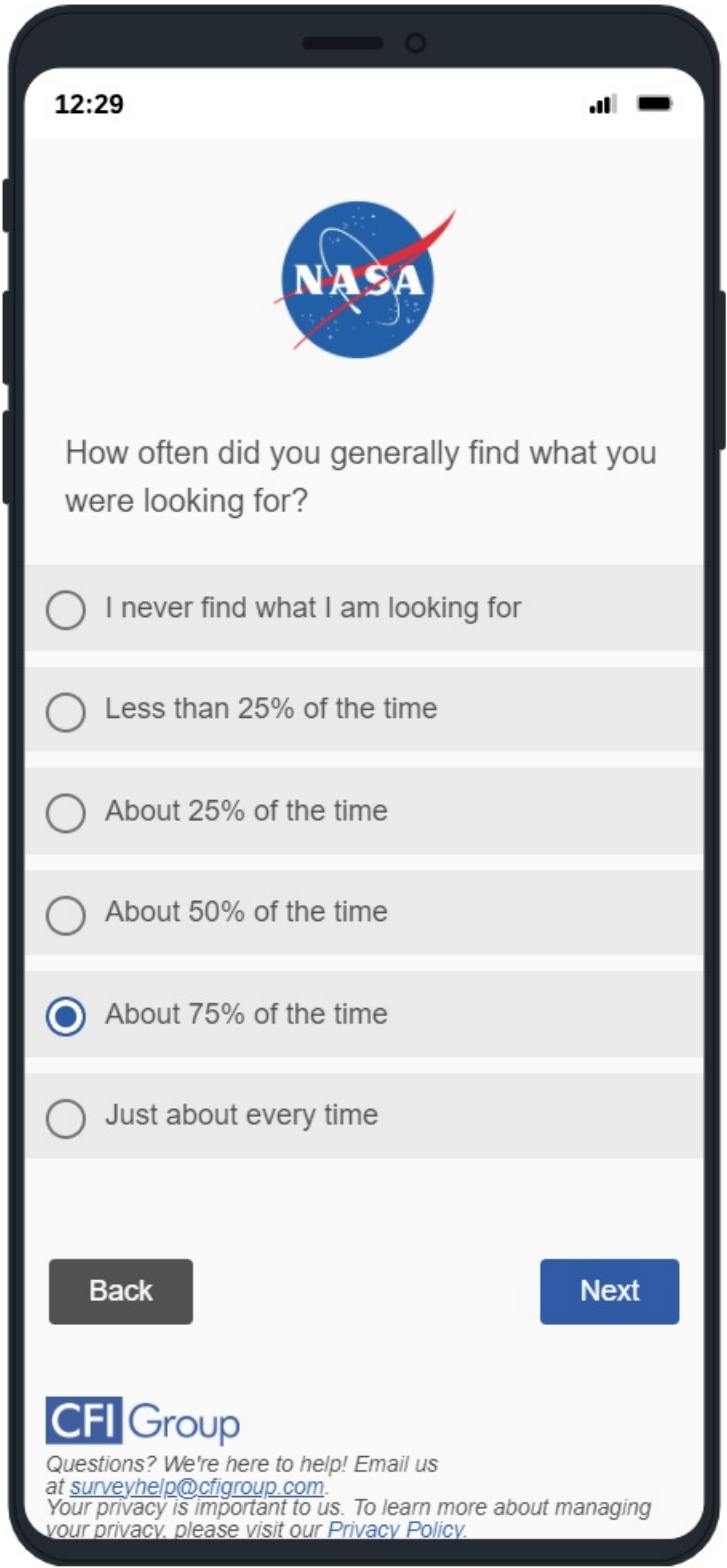 12:29
NASA
How often did you generally find what you
were looking for?
I never find what I am looking for
Less than 25% of the time
About 25% of the time
About 50% of the time
About 75% of the time
Just about every time
Back
Next
CFI Group
Questions? We're here to help! Email us
at surveyhelp@cfigroup.com.
Your privacy is important to us. To learn more about managing
your privacy, please visit our Privacy Policy.